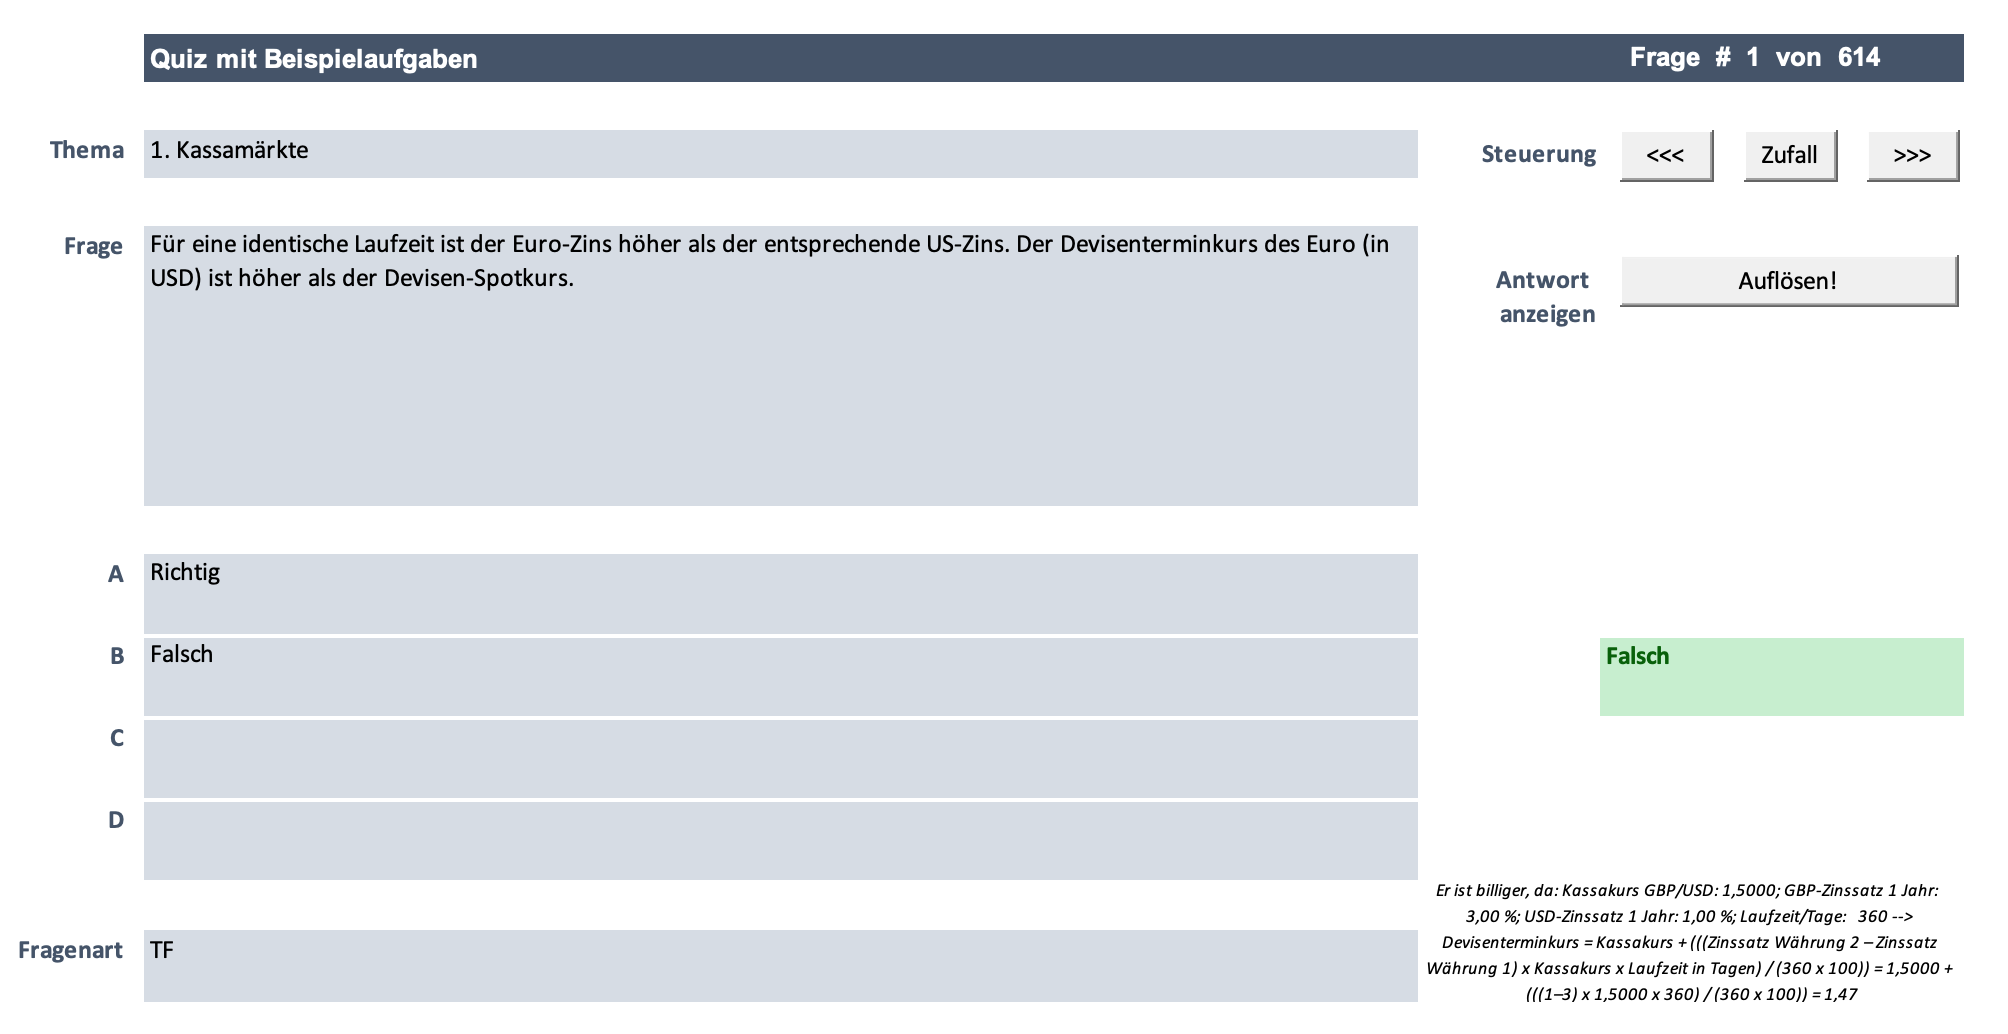 Quiz mit Beispielaufgaben Frage # 1 von 614
Thema 1. Kassamärkte Steuerung <<< Zufall >>>
Frage Für eine identische Laufzeit ist der Euro-Zins höher als der entsprechende US-Zins. Der Devisenterminkurs des Euro (in
USD) ist höher als der Devisen-Spotkurs.
Antwort
anzeigen
Auflösen!
A Richtig
B Falsch Falsch
C
D
Er ist billiger, da: Kassakurs GBP/USD: 1,5000; GBP-Zinssatz 1 Jahr:
3,00 %; USD-Zinssatz 1 Jahr: 1,00 %; Laufzeit/Tage: 360 -->
Devisenterminkurs = Kassakurs + (((Zinssatz Währung 2 – Zinssatz
Währung 1) x Kassakurs x Laufzeit in Tagen) / (360 x 100)) = 1,5000 +
(((1–3) x 1,5000 x 360) / (360 x 100)) = 1,47
Fragenart TF